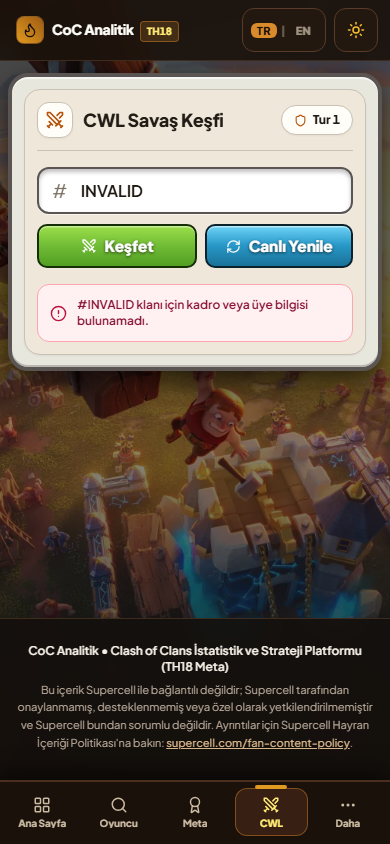 CoC Analitik TH18 TR | EN
CWL Savaş Keşfi Tur 1
# INVALID
Keşfet Canlı Yenile
#INVALID klanı için kadro veya üye bilgisi
bulunamadı.
CoC Analitik • Clash of Clans İstatistik ve Strateji Platformu
(TH18 Meta)
Bu içerik Supercell ile bağlantılı değildir; Supercell tarafından
onaylanmamış, desteklenmemiş veya özel olarak yetkilendirilmemiştir
ve Supercell bundan sorumlu değildir. Ayrıntılar için Supercell Hayran
İçeriği Politikası'na bakın: supercell.com/fan-content-policy.
Ana Sayfa Oyuncu Meta CWL Daha